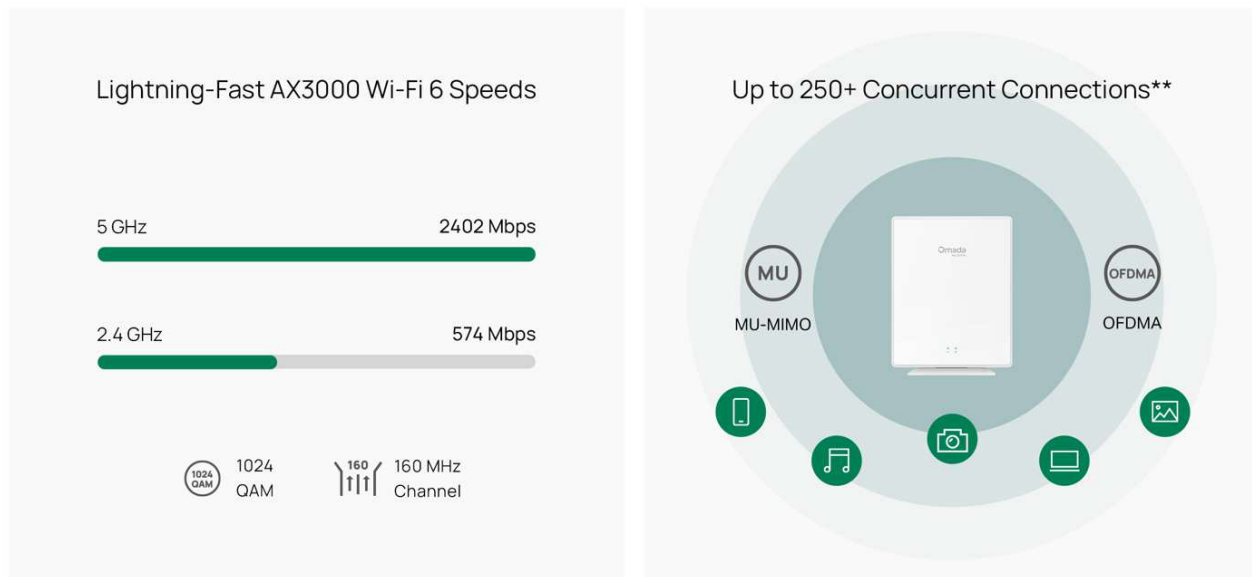 Lightning-Fast AX3000 Wi-Fi 6 Speeds
5 GHz
2402 Mbps
2.4 GHz
574 Mbps
1024
QAM
1024
QAM
160
160 MHz
Channel
Up to 250+ Concurrent Connections**
Omada
MU
MU-MIMO
OFDMA
OFDMA